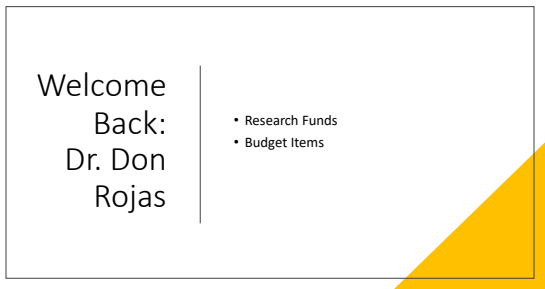 Welcome
Back:
Dr. Don
Rojas
• Research Funds
• Budget Items